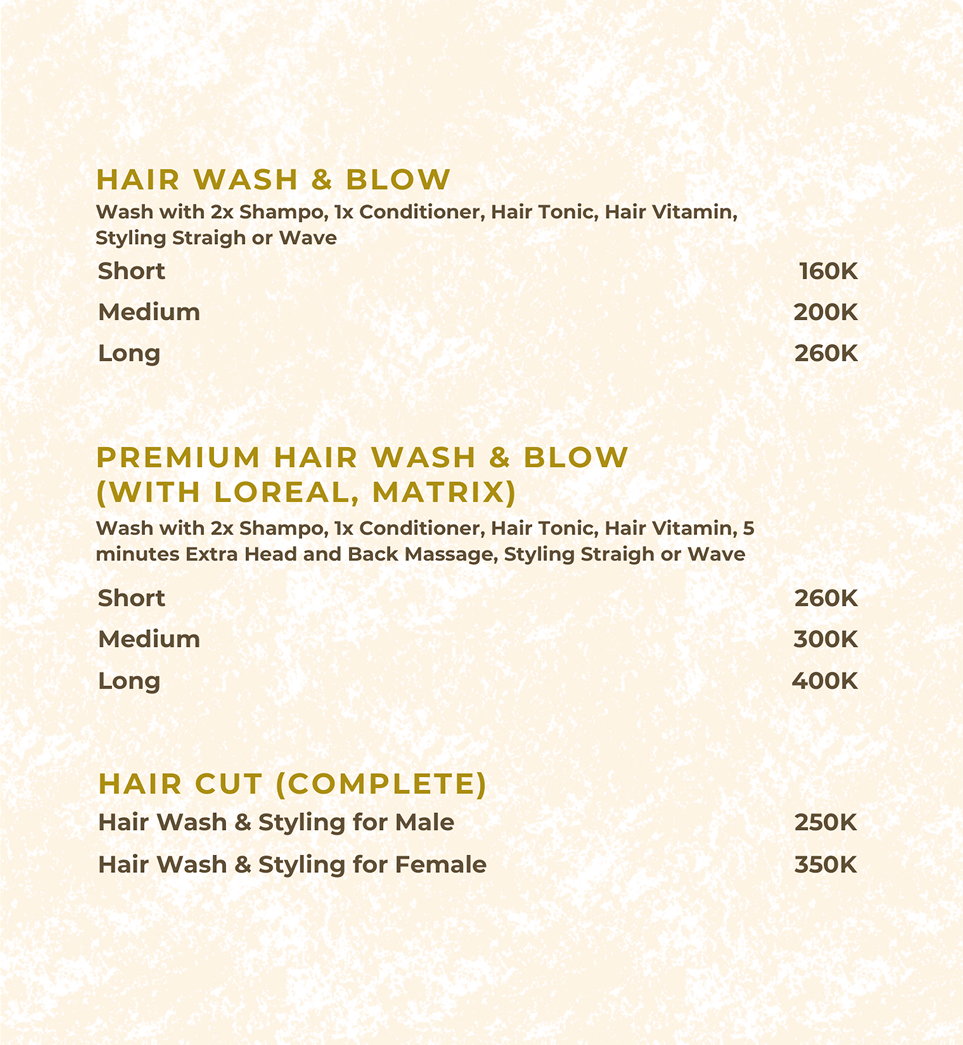 HAIR WASH & BLOW
Wash with 2x Shampo, 1x Conditioner, Hair Tonic, Hair Vitamin,
Styling Straigh or Wave
Short 160K
Medium 200K
Long 260K
PREMIUM HAIR WASH & BLOW
(WITH LOREAL, MATRIX)
Wash with 2x Shampo, 1x Conditioner, Hair Tonic, Hair Vitamin, 5
minutes Extra Head and Back Massage, Styling Straigh or Wave
Short 260K
Medium 300K
Long 400K
HAIR CUT (COMPLETE)
Hair Wash & Styling for Male 250K
Hair Wash & Styling for Female 350K